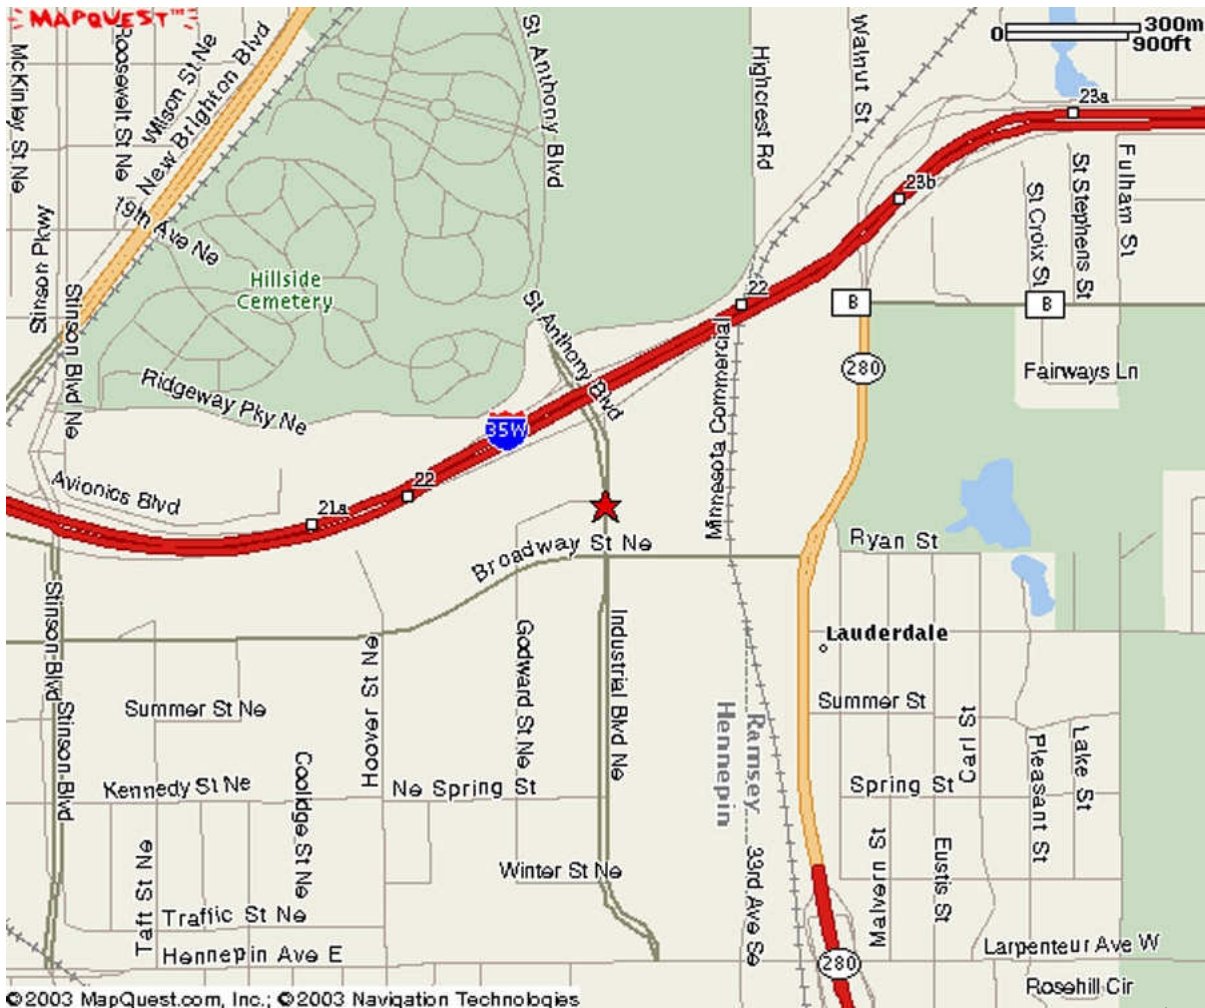 MAPQUEST™
300m
0
900ft
McKinley St Ne
Roosevelt St Ne
Wilson St Ne
New Brighton Blvd
St Anthony Blvd
Highcrest Rd
Walnut St
23a
23b
19th Ave Ne
Stinson Pkwy
Stinson Blvd Ne
Hillside
Cemetery
St Anthony Blvd
22
B
B
St Croix St
St Stephens St
Fulham St
280
Fairways Ln
Ridgeway Pky Ne
35W
Minnesota Commercial
Avionics Blvd
21a
22
Broadway St Ne
Ryan St
Stinson Blvd
Stinson Blvd
Hoover St Ne
Godward St Ne
Industrial Blvd Ne
Lauderdale
Summer St Ne
Summer St
Ramsey
Hennepin
Carl St
Pleasant St
Lake St
Kennedy St Ne
Coolidge St Ne
Ne Spring St
Spring St
Taft St Ne
Winter St Ne
33rd Ave Se
Malvern St
Eustis St
Traffic St Ne
Hennepin Ave E
280
Larpenteur Ave W
Rosehill Cir
©2003 MapQuest.com, Inc.; ©2003 Navigation Technologies